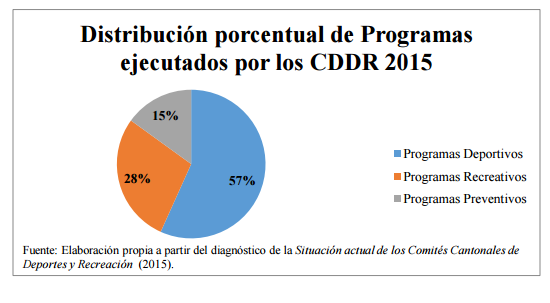 Distribución porcentual de Programas
ejecutados por los CDDR 2015
15%
28%
57%
Programas Deportivos
Programas Recreativos
Programas Preventivos
Fuente: Elaboración propia a partir del diagnóstico de la Situación actual de los Comités Cantonales de
Deportes y Recreación (2015).